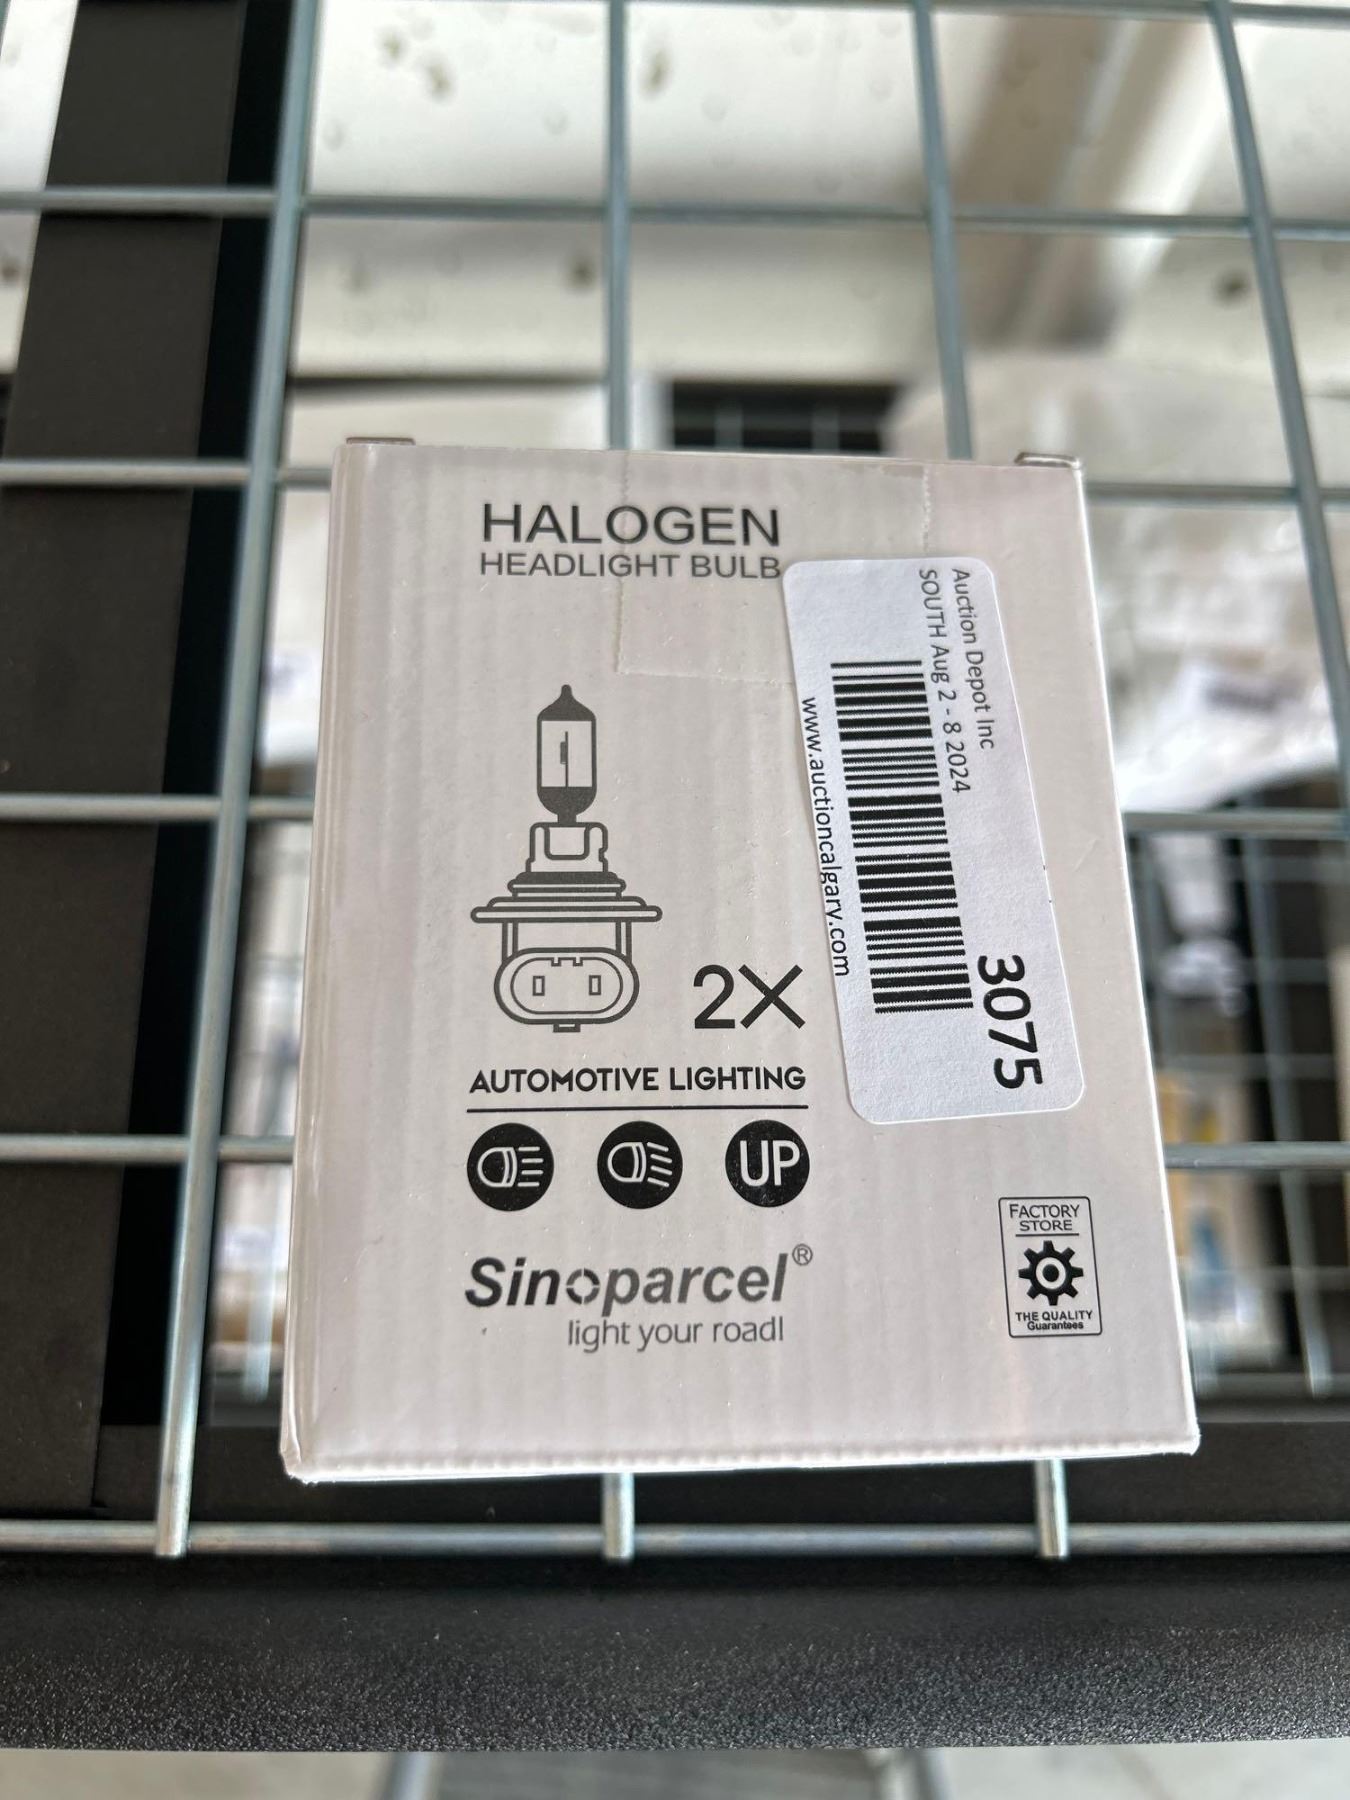 HALOGEN
HEADLIGHT BULB
Auction Depot Inc
SOUTH Aug 2 - 8 2024
www.auctioncalgary.com
3075
2X
AUTOMOTIVE LIGHTING
UP
Sinoparcel®
light your road!
FACTORY
STORE
THE QUALITY
Guarantees